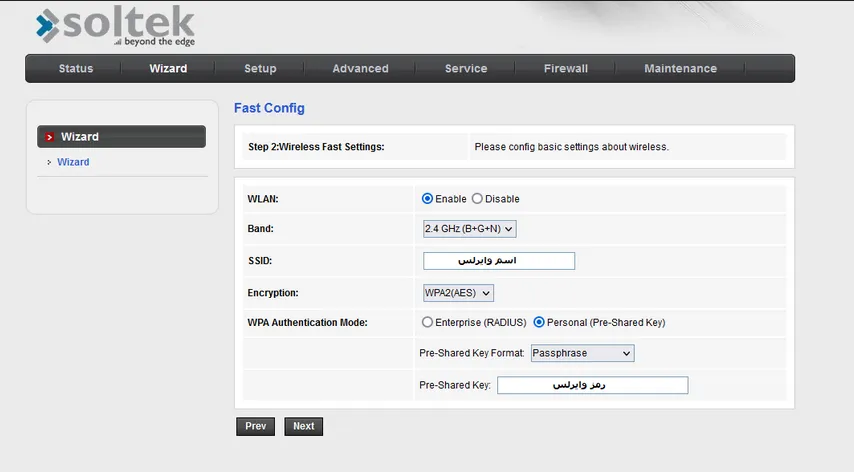 soltek
beyond the edge
Status Wizard Setup Advanced Service Firewall Maintenance
Wizard
Wizard
Fast Config
Step 2:Wireless Fast Settings: Please config basic settings about wireless.
WLAN: Enable Disable
Band: 2.4 GHz (B+G+N)
SSID: اسم وایرلس
Encryption: WPA2(AES)
WPA Authentication Mode: Enterprise (RADIUS) Personal (Pre-Shared Key)
Pre-Shared Key Format: Passphrase
Pre-Shared Key: رمز وایرلس
Prev Next